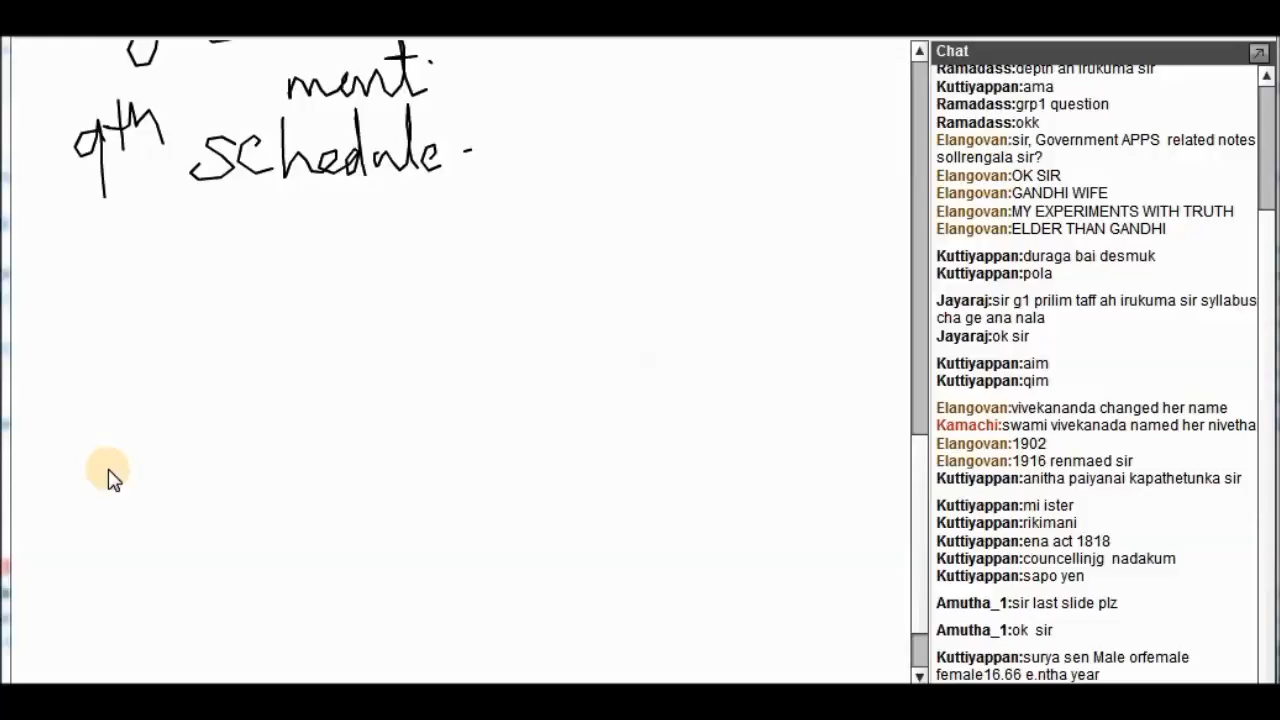 ment.
9th schedule.
Chat
Ramadass:depth ah irukuma sir
Kuttiyappan:ama
Ramadass:grp1 question
Ramadass:okk
Elangovan:sir, Government APPS related notes
sollrengala sir?
Elangovan:OK SIR
Elangovan:GANDHI WIFE
Elangovan:MY EXPERIMENTS WITH TRUTH
Elangovan:ELDER THAN GANDHI
Kuttiyappan:duraga bai desmuk
Kuttiyappan:pola
Jayaraj:sir g1 prilim taff ah irukuma sir syllabus
cha ge ana nala
Jayaraj:ok sir
Kuttiyappan:aim
Kuttiyappan:qim
Elangovan:vivekananda changed her name
Kamachi:swami vivekanada named her nivetha
Elangovan:1902
Elangovan:1916 renmaed sir
Kuttiyappan:anitha paiyanai kapathetunka sir
Kuttiyappan:mi ister
Kuttiyappan:rikimani
Kuttiyappan:ena act 1818
Kuttiyappan:councellinjg nadakum
Kuttiyappan:sapo yen
Amutha_1:sir last slide plz
Amutha_1:ok sir
Kuttiyappan:surya sen Male orfemale
female16.66 e.ntha year